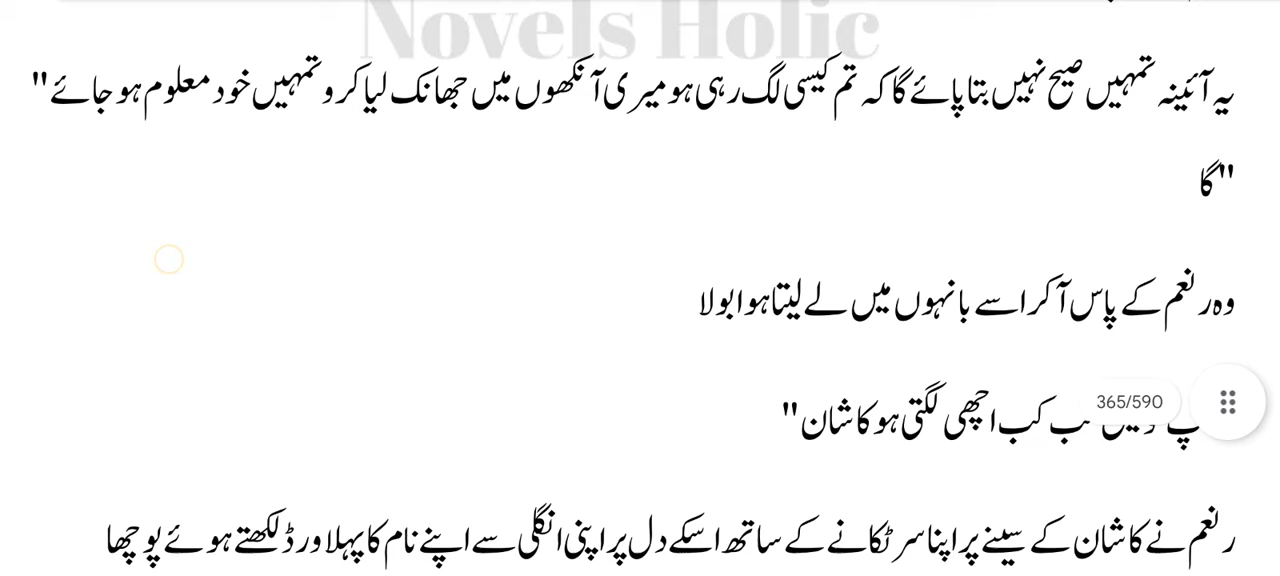 Novels Holic
یہ آئینہ تمہیں صیح نہیں بتا پائے گا کہ تم کیسی لگ رہی ہو میری آنکھوں میں جھانک لیا کرو تمہیں خود معلوم ہو جائے"
"گا
وہ رنعم کے پاس آکر اسے بانہوں میں لے لیتا ہوا بولا
365/590
کب اچھی لگتی ہو کاشان"
رنعم نے کاشان کے سینے پر اپنا سر ٹکانے کے ساتھ اسکے دل پر اپنی انگلی سے اپنے نام کا پہلا ورڈ لکھتے ہوئے پوچھا